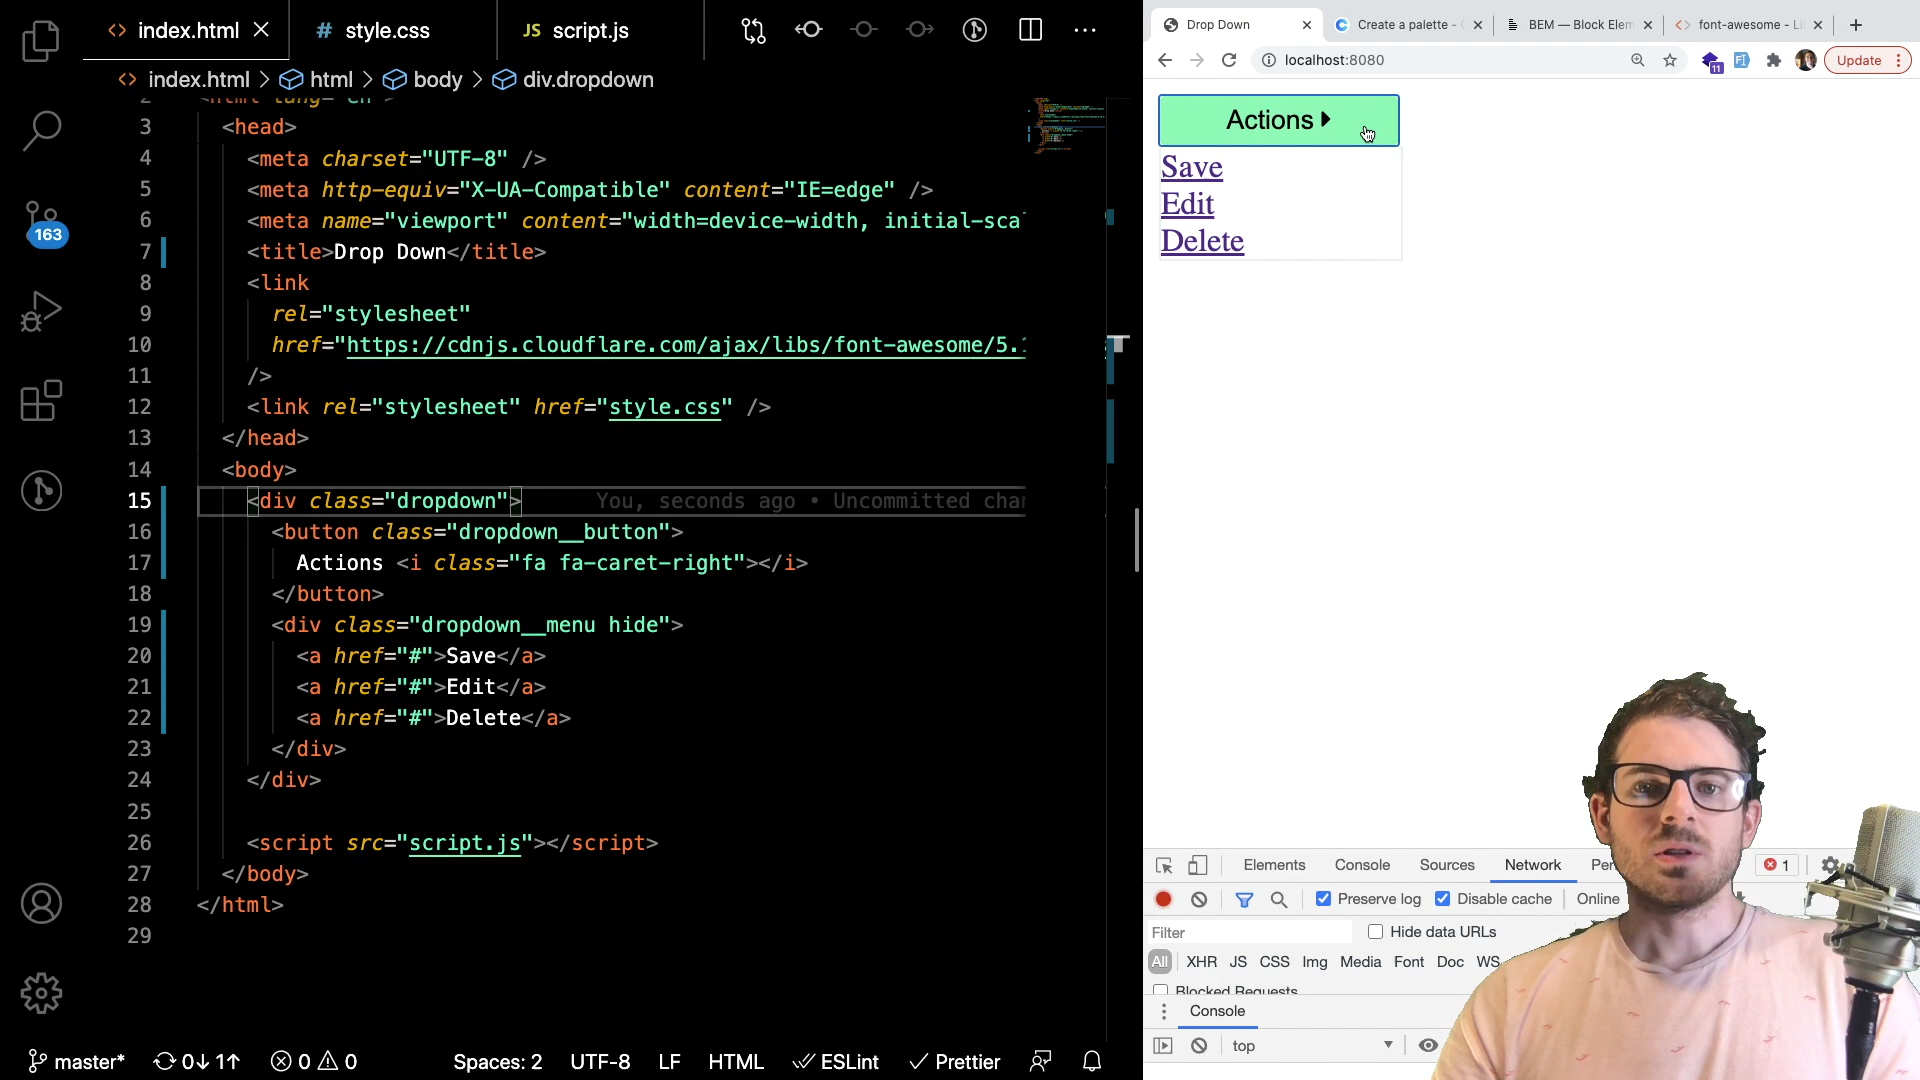 index.html
style.css
JS script.js
index.html > html > body > div.dropdown
2 <html lang="en">
3 <head>
4 <meta charset="UTF-8" />
5 <meta http-equiv="X-UA-Compatible" content="IE=edge" />
6 <meta name="viewport" content="width=device-width, initial-sca
7 <title>Drop Down</title>
8 <link
9 rel="stylesheet"
10 href="https://cdnjs.cloudflare.com/ajax/libs/font-awesome/5.1
11 />
12 <link rel="stylesheet" href="style.css" />
13 </head>
14 <body>
15 <div class="dropdown"> You, seconds ago • Uncommitted chan
16 <button class="dropdown__button">
17 Actions <i class="fa fa-caret-right"></i>
18 </button>
19 <div class="dropdown__menu hide">
20 <a href="#">Save</a>
21 <a href="#">Edit</a>
22 <a href="#">Delete</a>
23 </div>
24 </div>
25
26 <script src="script.js"></script>
27 </body>
28 </html>
29
163
master* 0↓ 1↑ 0 0 Spaces: 2 UTF-8 LF HTML ESLint Prettier
Drop Down
Create a palette -
BEM — Block Elem
font-awesome - Li
localhost:8080
11
Update
Actions
Save
Edit
Delete
Elements Console Sources Network Per 1
Preserve log Disable cache Online
Filter Hide data URLs
All XHR JS CSS Img Media Font Doc WS
Blocked Requests
Console
top